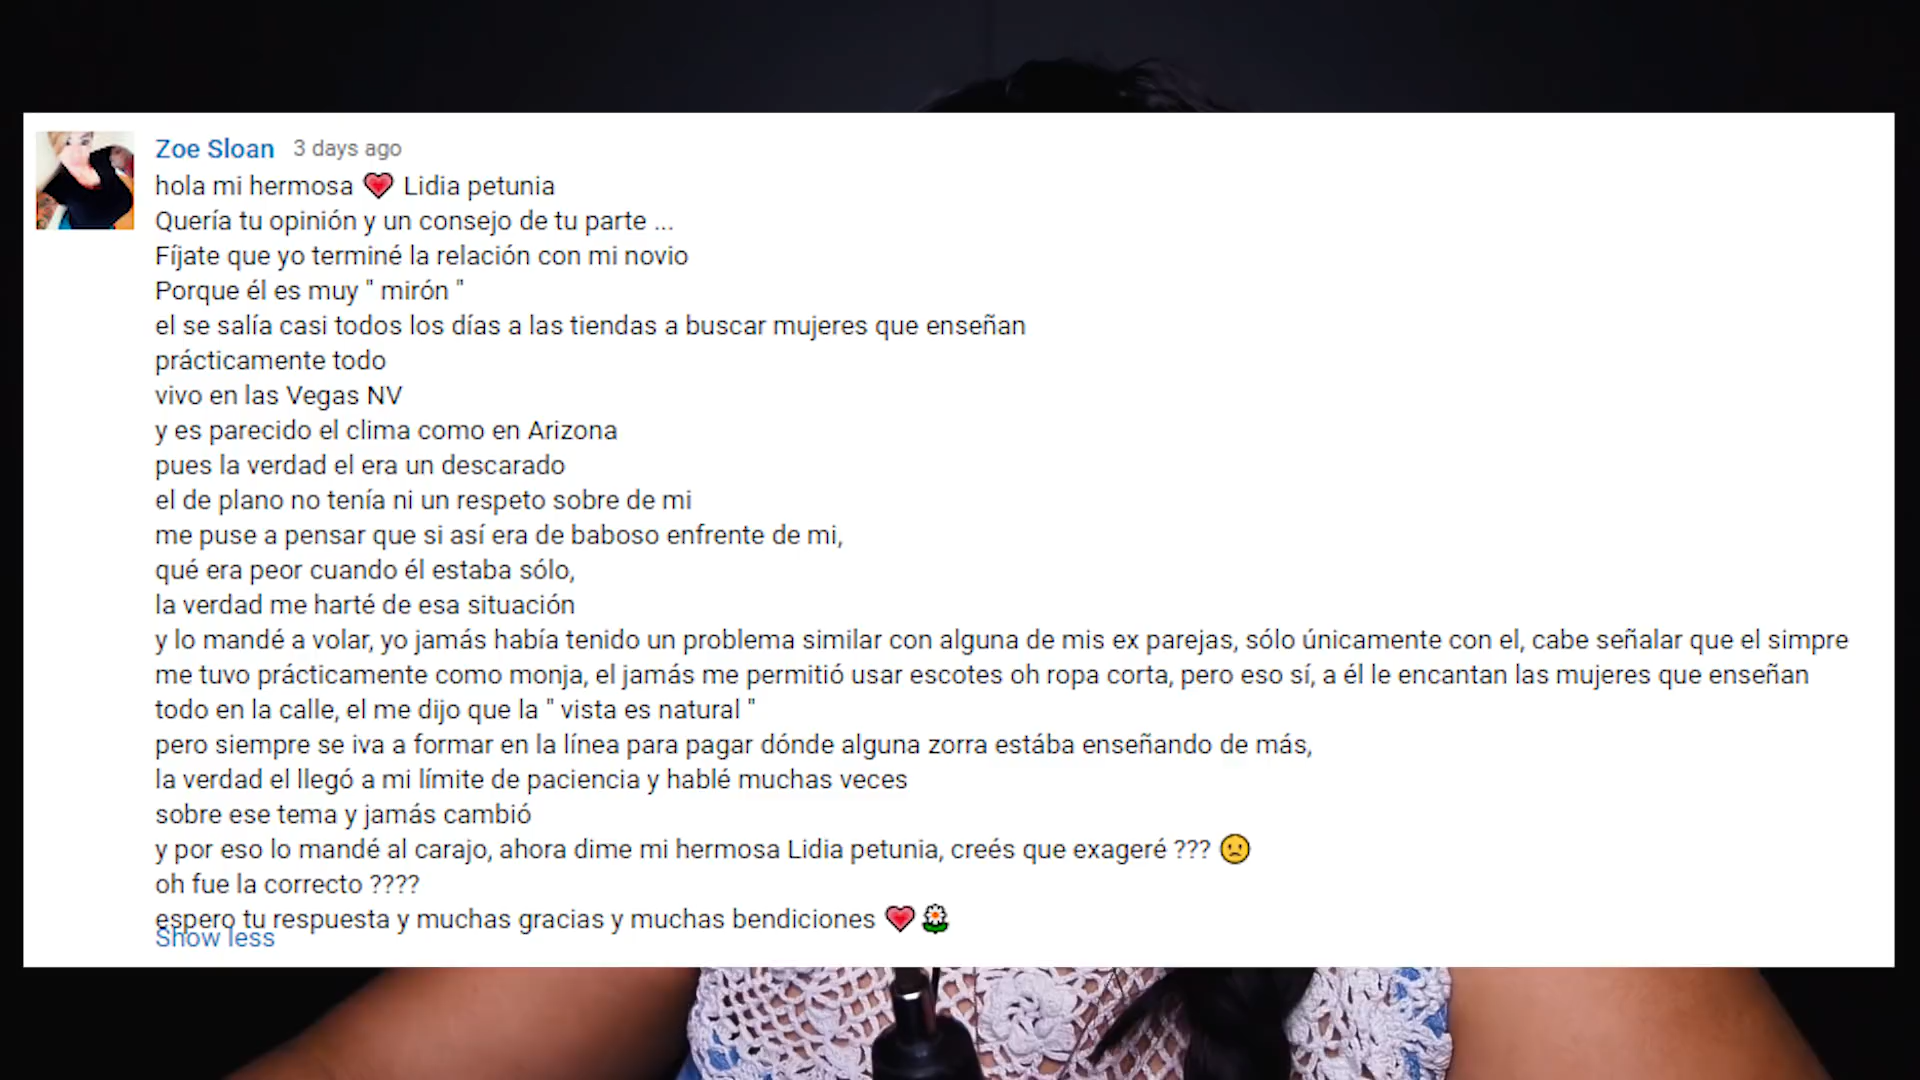 Zoe Sloan 3 days ago
hola mi hermosa ❤️ Lidia petunia
Quería tu opinión y un consejo de tu parte ...
Fíjate que yo terminé la relación con mi novio
Porque él es muy " mirón "
el se salía casi todos los días a las tiendas a buscar mujeres que enseñan
prácticamente todo
vivo en las Vegas NV
y es parecido el clima como en Arizona
pues la verdad el era un descarado
el de plano no tenía ni un respeto sobre de mi
me puse a pensar que si así era de baboso enfrente de mi,
qué era peor cuando él estaba sólo,
la verdad me harté de esa situación
y lo mandé a volar, yo jamás había tenido un problema similar con alguna de mis ex parejas, sólo únicamente con el, cabe señalar que el simpre
me tuvo prácticamente como monja, el jamás me permitió usar escotes oh ropa corta, pero eso sí, a él le encantan las mujeres que enseñan
todo en la calle, el me dijo que la " vista es natural "
pero siempre se iva a formar en la línea para pagar dónde alguna zorra estába enseñando de más,
la verdad el llegó a mi límite de paciencia y hablé muchas veces
sobre ese tema y jamás cambió
y por eso lo mandé al carajo, ahora dime mi hermosa Lidia petunia, creés que exageré ??? 🙁
oh fue la correcto ????
espero tu respuesta y muchas gracias y muchas bendiciones ❤️🌼
Show less